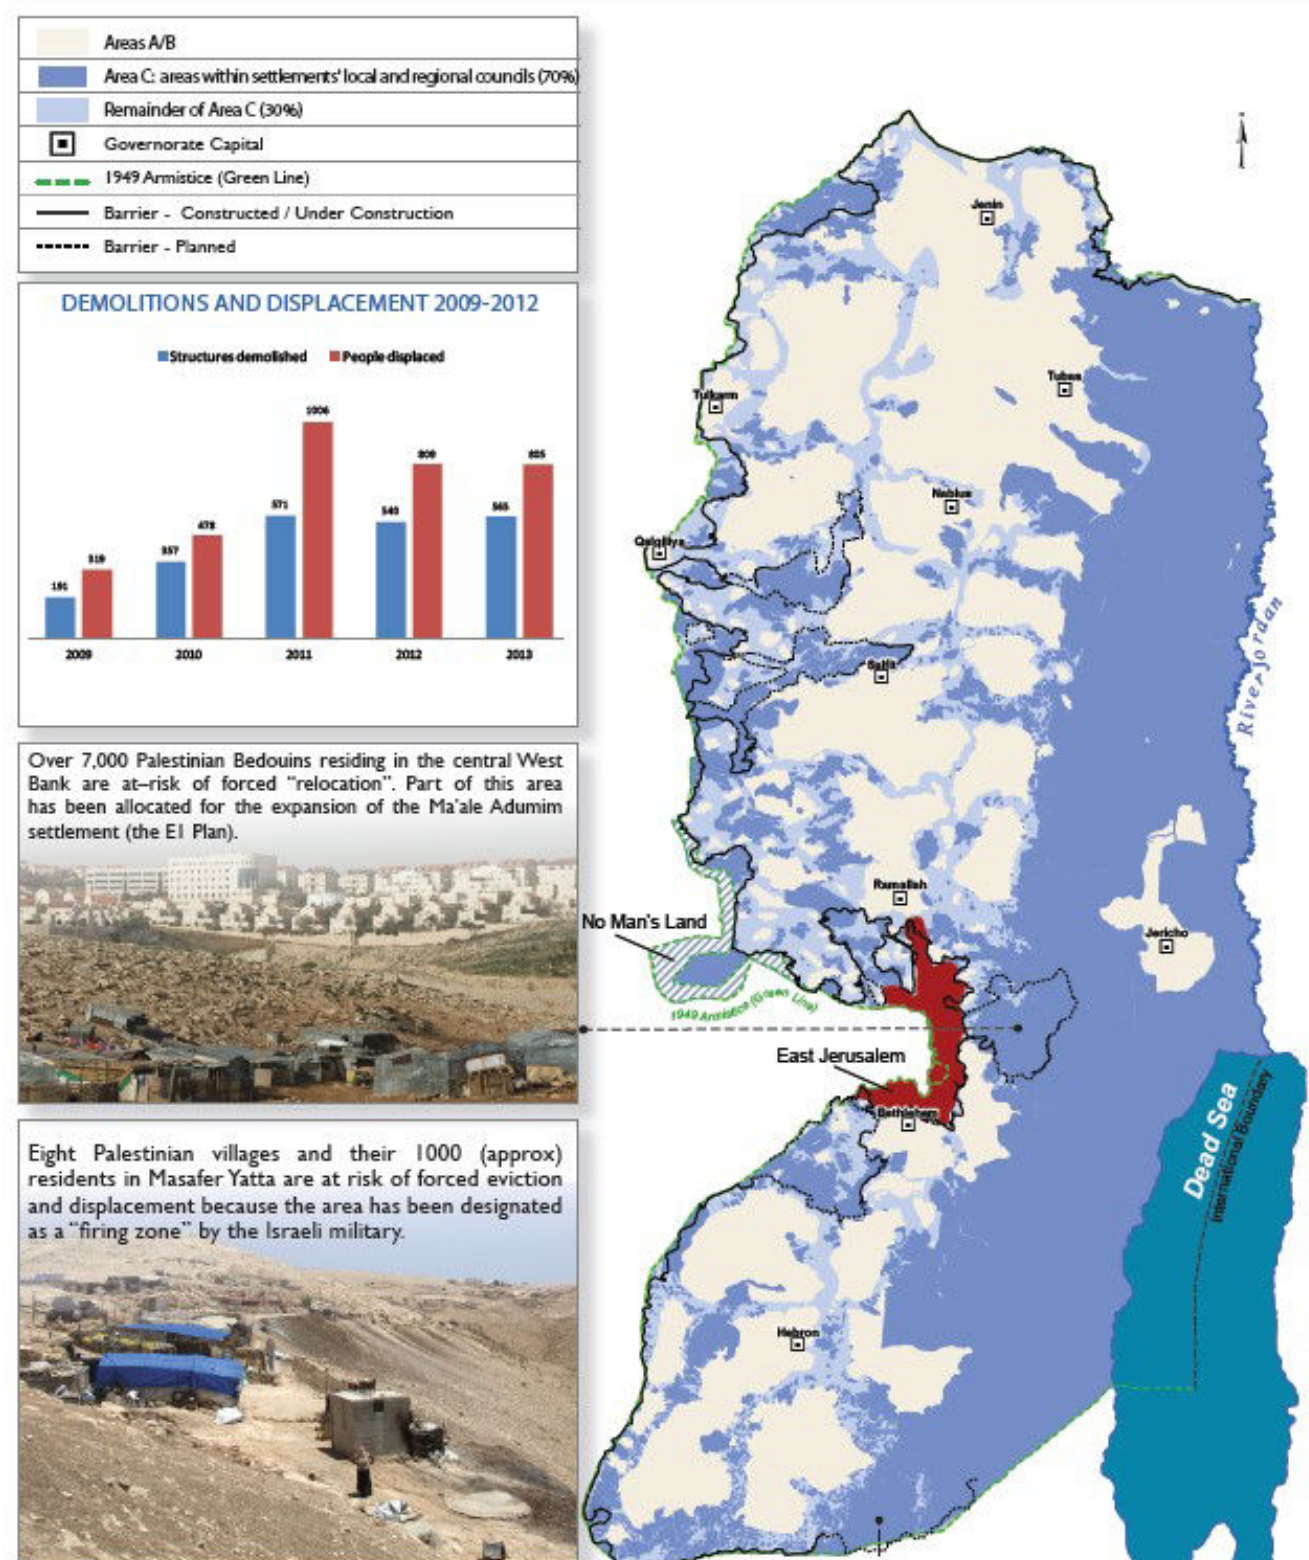 Areas A/B
Area C: areas within settlements' local and regional councils (70%)
Remainder of Area C (30%)
Governorate Capital
1949 Armistice (Green Line)
Barrier - Constructed / Under Construction
Barrier - Planned
DEMOLITIONS AND DISPLACEMENT 2009-2012
Structures demolished
People displaced
191
319
2009
357
478
2010
571
1006
2011
540
809
2012
565
805
2013
Over 7,000 Palestinian Bedouins residing in the central West
Bank are at-risk of forced "relocation". Part of this area
has been allocated for the expansion of the Ma'ale Adumim
settlement (the E1 Plan).
Eight Palestinian villages and their 1000 (approx)
residents in Masafer Yatta are at risk of forced eviction
and displacement because the area has been designated
as a "firing zone" by the Israeli military.
Jenin
Tubas
Tulkarm
Nablus
Qalqiliya
Salfit
River Jordan
Ramallah
No Man's Land
Jericho
1949 Armistice (Green Line)
East Jerusalem
Bethlehem
Dead Sea
International Boundary
Hebron